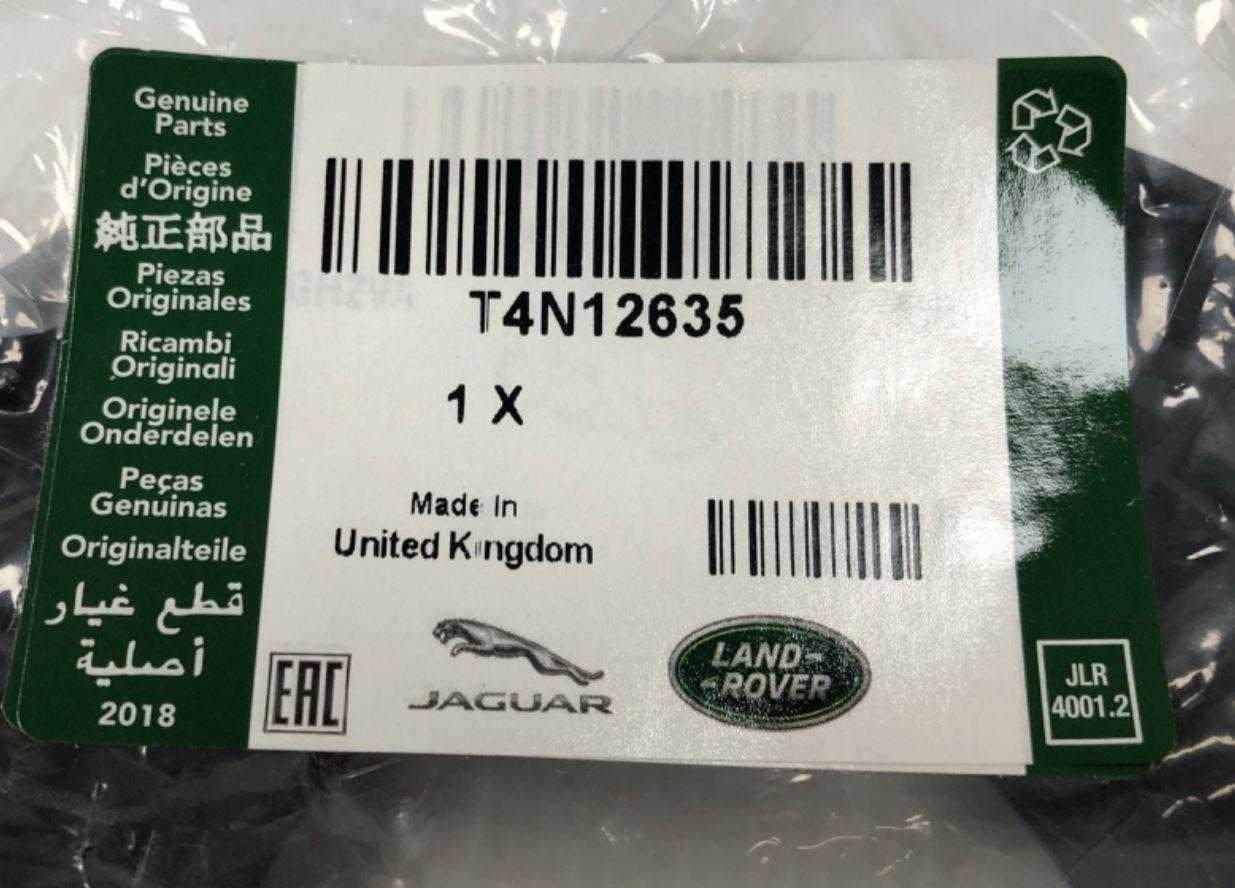 Genuine
Parts
Pièces
d'Origine
純正部品
Piezas
Originales
Ricambi
Originali
Originele
Onderdelen
Peças
Genuinas
Originalteile
قطع غيار
أصلية
2018
T4N12635
1 X
Made In
United Kingdom
EAC
JAGUAR
LAND-
-ROVER
JLR
4001.2